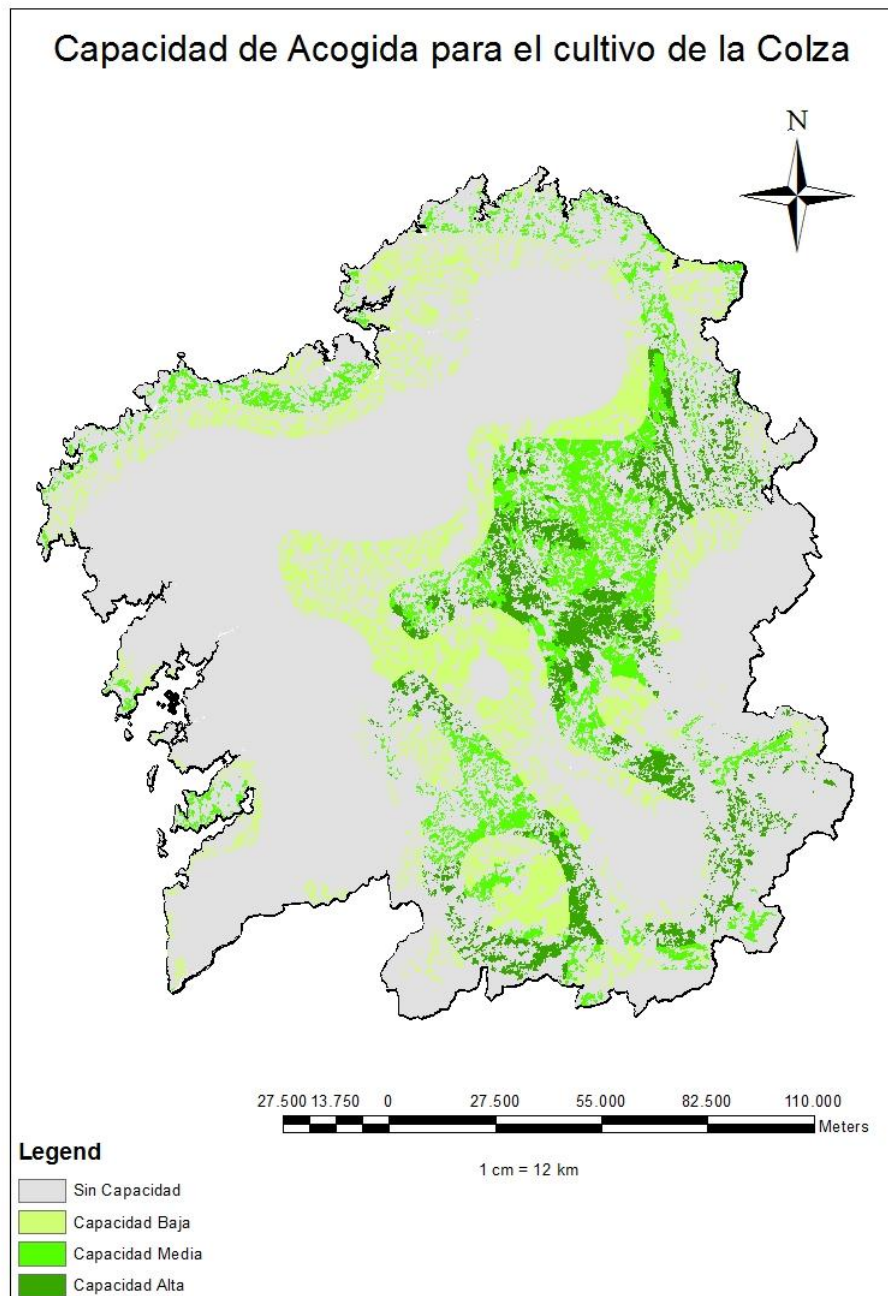 Capacidad de Acogida para el cultivo de la Colza
N
27.500 13.750 0 27.500 55.000 82.500 110.000
Meters
1 cm = 12 km
Legend
Sin Capacidad
Capacidad Baja
Capacidad Media
Capacidad Alta